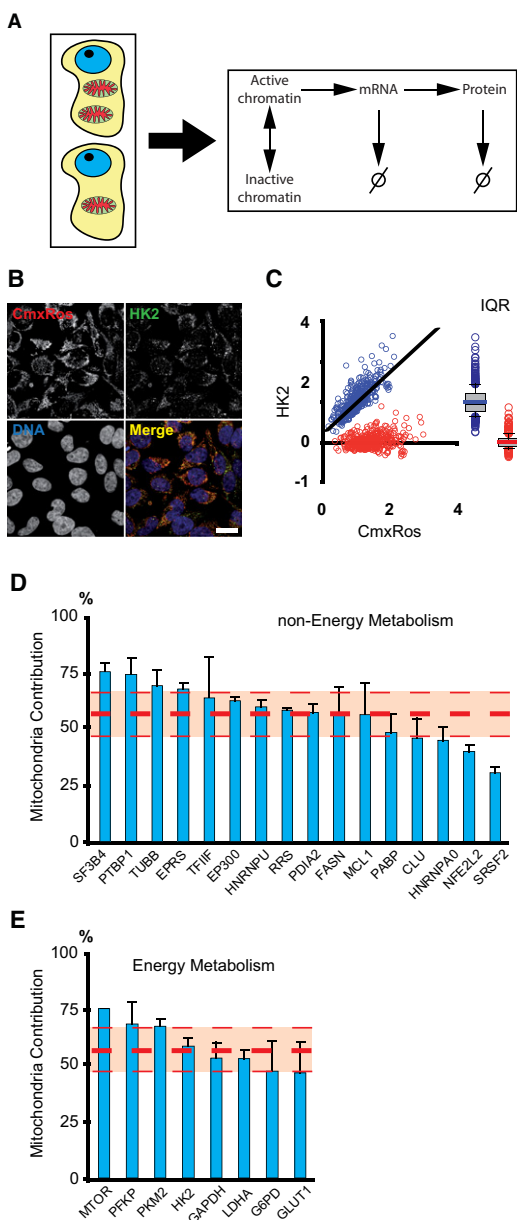 A
Active
chromatin
mRNA
Protein
Inactive
chromatin
B
CmxRos
HK2
DNA
Merge
C
IQR
4
2
0
-1
HK2
0
2
4
CmxRos
D
%
non-Energy Metabolism
100
75
50
25
0
Mitochondria Contribution
SF3B4
PTBP1
TUBB
EPRS
TFIIF
EP300
HNRNPU
RRS
PDIA2
FASN
MCL1
PABP
CLU
HNRNPA0
NFE2L2
SRSF2
E
%
Energy Metabolism
100
75
50
25
0
Mitochondria Contribution
MTOR
PFKP
PKM2
HK2
GAPDH
LDHA
G6PD
GLUT1